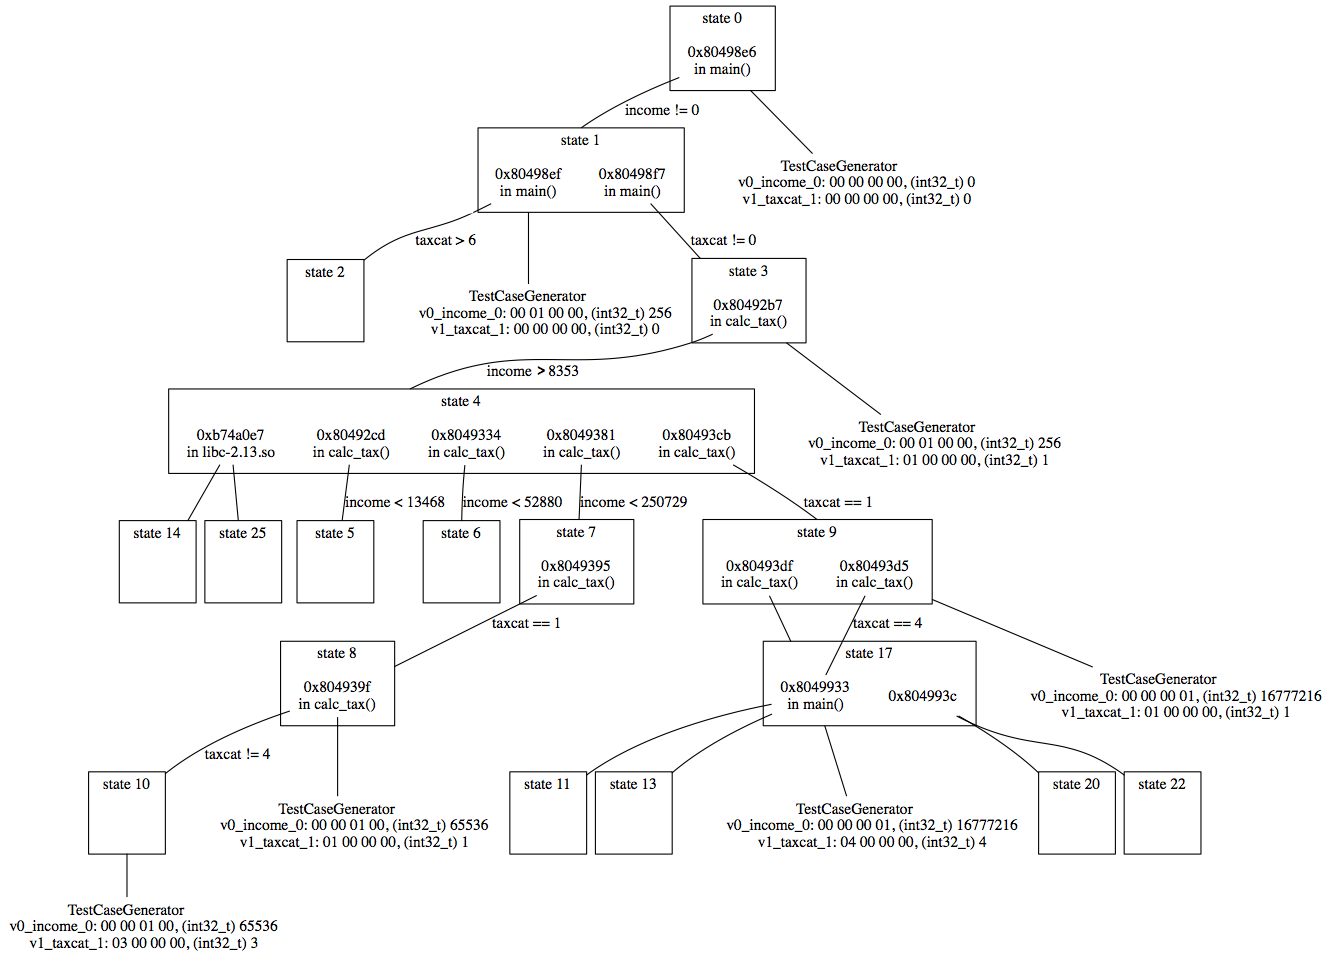 state 0
0x80498e6
in main()
income != 0
state 1
0x80498ef
in main()
0x80498f7
in main()
TestCaseGenerator
v0_income_0: 00 00 00 00, (int32_t) 0
v1_taxcat_1: 00 00 00 00, (int32_t) 0
taxcat > 6
taxcat != 0
state 2
TestCaseGenerator
v0_income_0: 00 01 00 00, (int32_t) 256
v1_taxcat_1: 00 00 00 00, (int32_t) 0
state 3
0x80492b7
in calc_tax()
income > 8353
state 4
0xb74a0e7
in libc-2.13.so
0x80492cd
in calc_tax()
0x8049334
in calc_tax()
0x8049381
in calc_tax()
0x80493cb
in calc_tax()
TestCaseGenerator
v0_income_0: 00 01 00 00, (int32_t) 256
v1_taxcat_1: 01 00 00 00, (int32_t) 1
income < 13468
income < 52880
income < 250729
taxcat == 1
state 14
state 25
state 5
state 6
state 7
0x8049395
in calc_tax()
state 9
0x80493df
in calc_tax()
0x80493d5
in calc_tax()
taxcat == 1
taxcat == 4
state 8
0x804939f
in calc_tax()
state 17
0x8049933
in main()
0x804993c
TestCaseGenerator
v0_income_0: 00 00 00 01, (int32_t) 16777216
v1_taxcat_1: 01 00 00 00, (int32_t) 1
taxcat != 4
state 10
TestCaseGenerator
v0_income_0: 00 00 01 00, (int32_t) 65536
v1_taxcat_1: 01 00 00 00, (int32_t) 1
state 11
state 13
TestCaseGenerator
v0_income_0: 00 00 00 01, (int32_t) 16777216
v1_taxcat_1: 04 00 00 00, (int32_t) 4
state 20
state 22
TestCaseGenerator
v0_income_0: 00 00 01 00, (int32_t) 65536
v1_taxcat_1: 03 00 00 00, (int32_t) 3